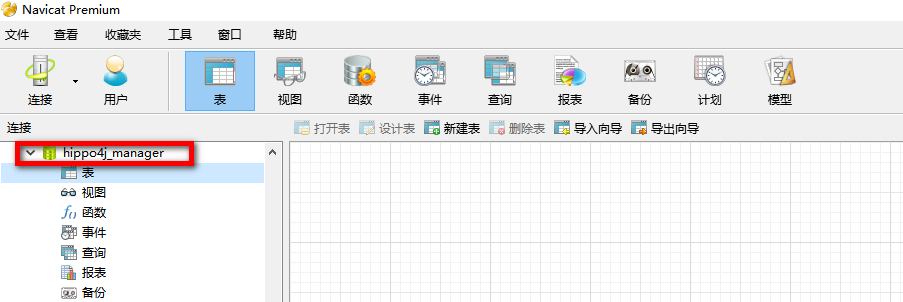 Navicat Premium
文件 查看 收藏夹 工具 窗口 帮助
连接 用户 表 视图 函数 事件 查询 报表 备份 计划 模型
连接 打开表 设计表 新建表 删除表 导入向导 导出向导
hippo4j_manager
表
视图
f() 函数
事件
查询
报表
备份